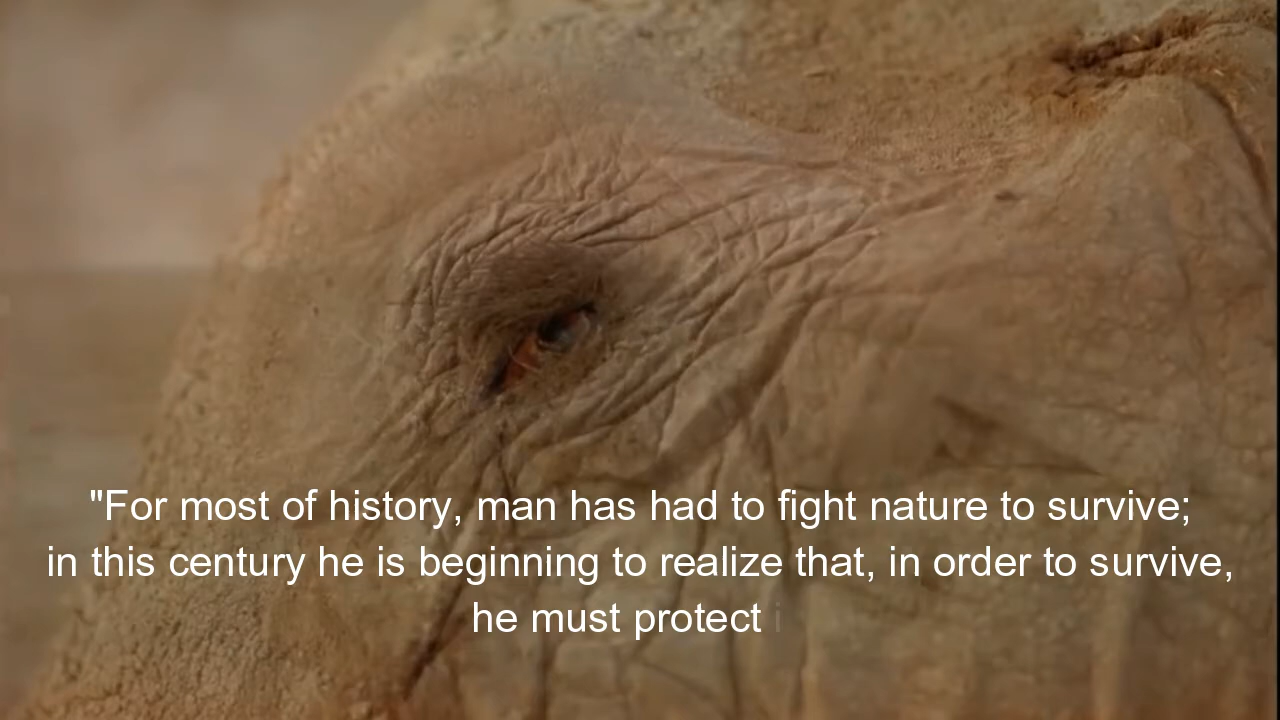 "For most of history, man has had to fight nature to survive;
in this century he is beginning to realize that, in order to survive,
he must protect i